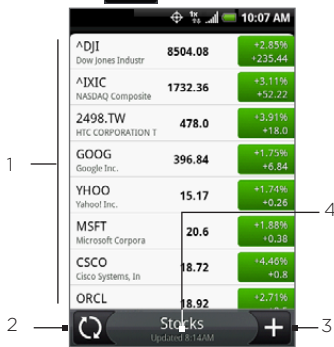 10:07 AM
^DJI 8504.08 +2.85%
Dow Jones Industr +235.44
^IXIC 1732.36 +3.11%
NASDAQ Composite +52.22
2498.TW 478.0 +3.91%
HTC CORPORATION T +18.0
GOOG 396.84 +1.75%
Google Inc. +6.84
1
YHOO 15.17 +1.74%
Yahoo! Inc. +0.26
4
MSFT 20.6 +1.88%
Microsoft Corpora +0.38
CSCO 18.72 +4.46%
Cisco Systems, In +0.8
ORCL 18.92 +2.71%
2 Stocks 3
Updated 8:14AM